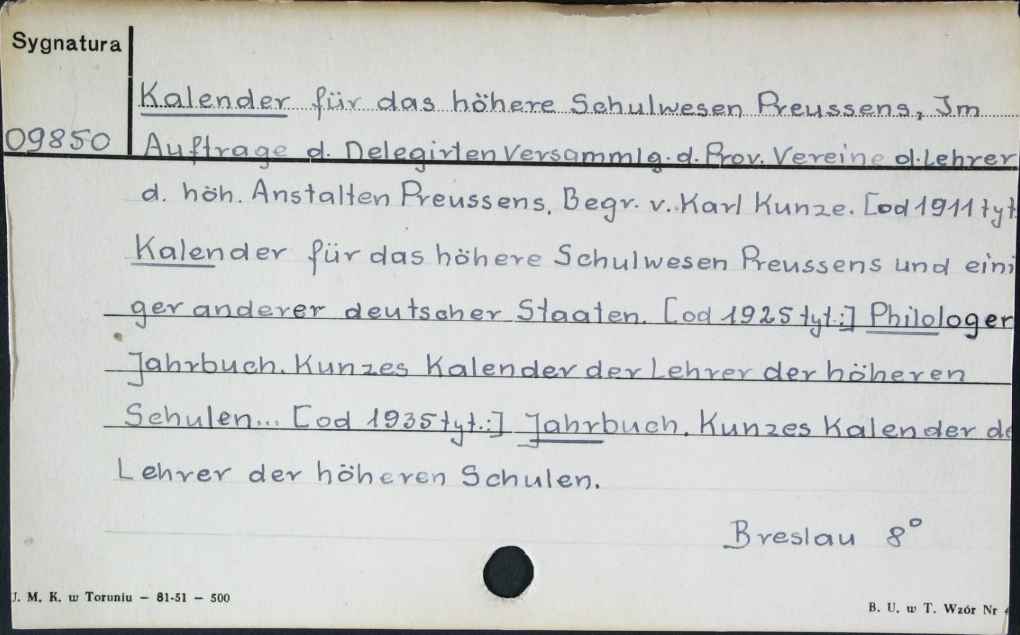 Sygnatura
Kalender für das höhere Schulwesen Preussens, Im
09850
Auftrage d. Delegirten Versammlg. d. Prov. Vereine d. Lehrer
d. höh. Anstalten Preussens. Begr. v. Karl Kunze. [od 1911 tyt
Kalender für das höhere Schulwesen Preussens und eini
ger anderer deutscher Staaten. [od 1925 tyt.:] Philologen
Jahrbuch. Kunzes Kalender der Lehrer der höheren
Schulen... [od 1935 tyt.:] Jahrbuch. Kunzes Kalender de
Lehrer der höheren Schulen.
Breslau 8°
J. M. K. w Toruniu – 81-51 – 500
B. U. w T. Wzór Nr